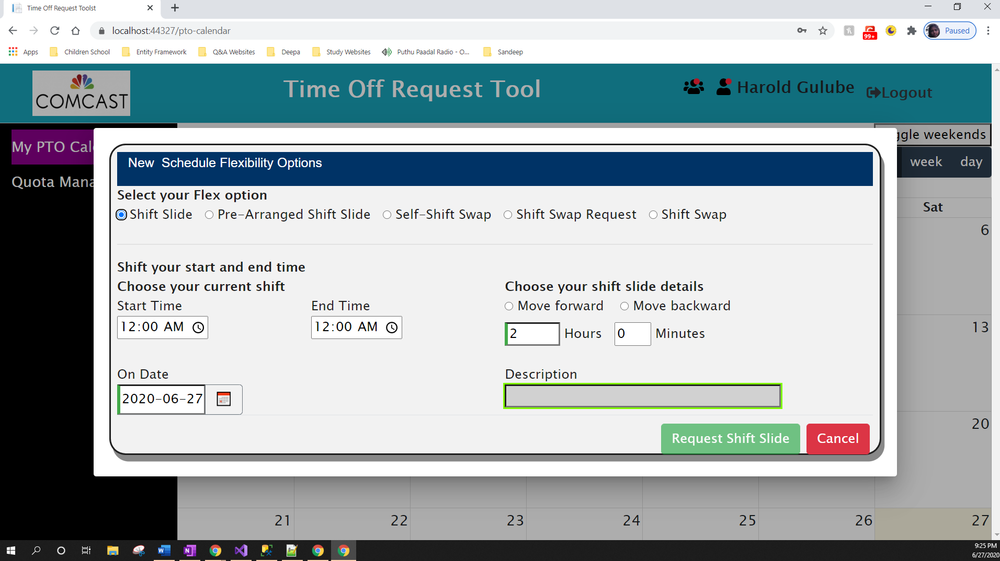 Time Off Request Toolst
localhost:44327/pto-calendar
99+
Paused
Apps
Children School
Entity Framework
Q&A Websites
Deepa
Study Websites
Puthu Paadal Radio - O...
Sandeep
COMCAST
Time Off Request Tool
Harold Gulube
Logout
My PTO Cal
ggle weekends
Quota Mana
week day
New Schedule Flexibility Options
Select your Flex option
Shift Slide Pre-Arranged Shift Slide Self-Shift Swap Shift Swap Request Shift Swap
Sat
6
Shift your start and end time
Choose your current shift
Choose your shift slide details
Start Time
End Time
Move forward Move backward
12:00 AM
12:00 AM
2 Hours 0 Minutes
13
On Date
Description
2020-06-27
20
Request Shift Slide
Cancel
21 22 23 24 25 26 27
9:25 PM
6/27/2020